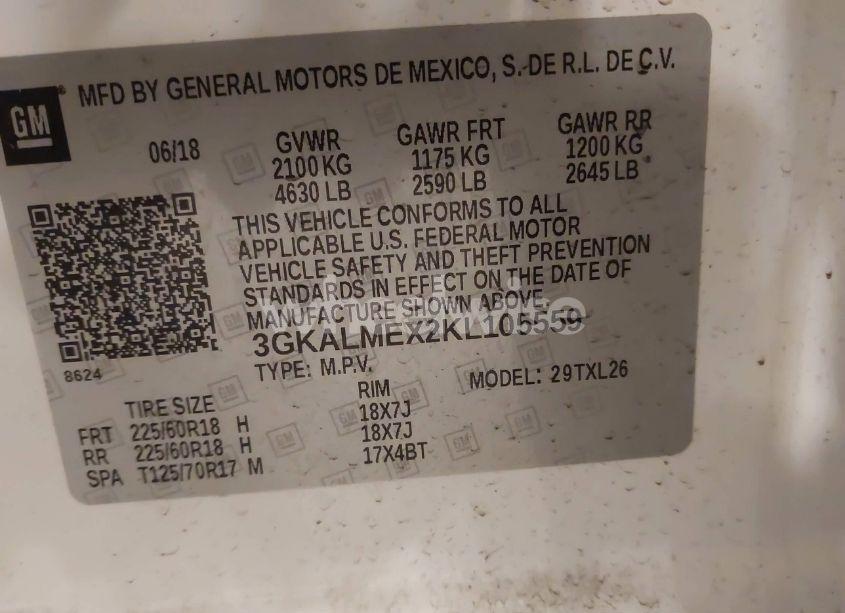 MFD BY GENERAL MOTORS DE MEXICO, S. DE R.L. DE C.V.
GM
06/18 GVWR GAWR FRT GAWR RR
2100 KG 1175 KG 1200 KG
4630 LB 2590 LB 2645 LB
THIS VEHICLE CONFORMS TO ALL
APPLICABLE U.S. FEDERAL MOTOR
VEHICLE SAFETY AND THEFT PREVENTION
STANDARDS IN EFFECT ON THE DATE OF
MANUFACTURE SHOWN ABOVE.
3GKALMEX2KL105559
8624
TYPE: M.P.V. MODEL: 29TXL26
TIRE SIZE RIM
FRT 225/60R18 H 18X7J
RR 225/60R18 H 18X7J
SPA T125/70R17 M 17X4BT